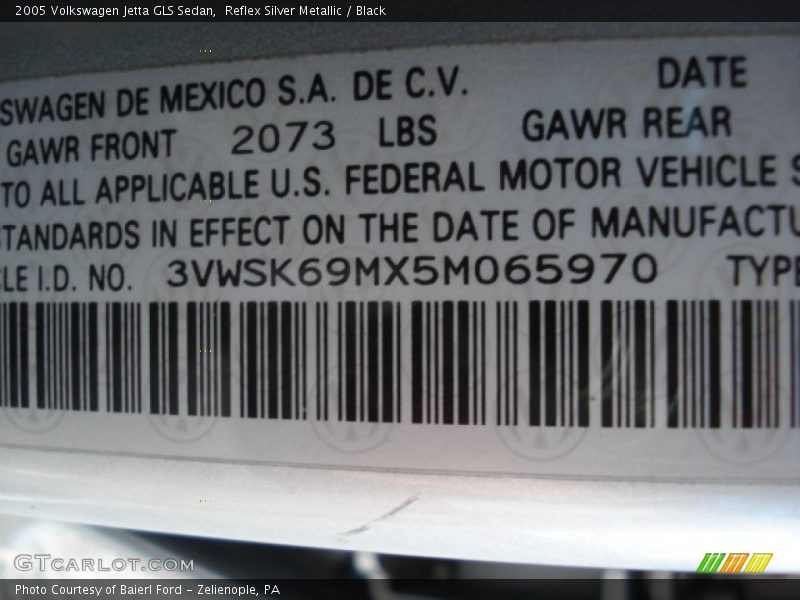 2005 Volkswagen Jetta GLS Sedan,  Reflex Silver Metallic / Black
SWAGEN DE MEXICO S.A. DE C.V. DATE
GAWR FRONT 2073 LBS GAWR REAR
TO ALL APPLICABLE U.S. FEDERAL MOTOR VEHICLE S
STANDARDS IN EFFECT ON THE DATE OF MANUFACTU
CLE I.D. NO. 3VWSK69MX5M065970 TYPE
GTCARLOT.COM
Photo Courtesy of Baierl Ford - Zelienople, PA